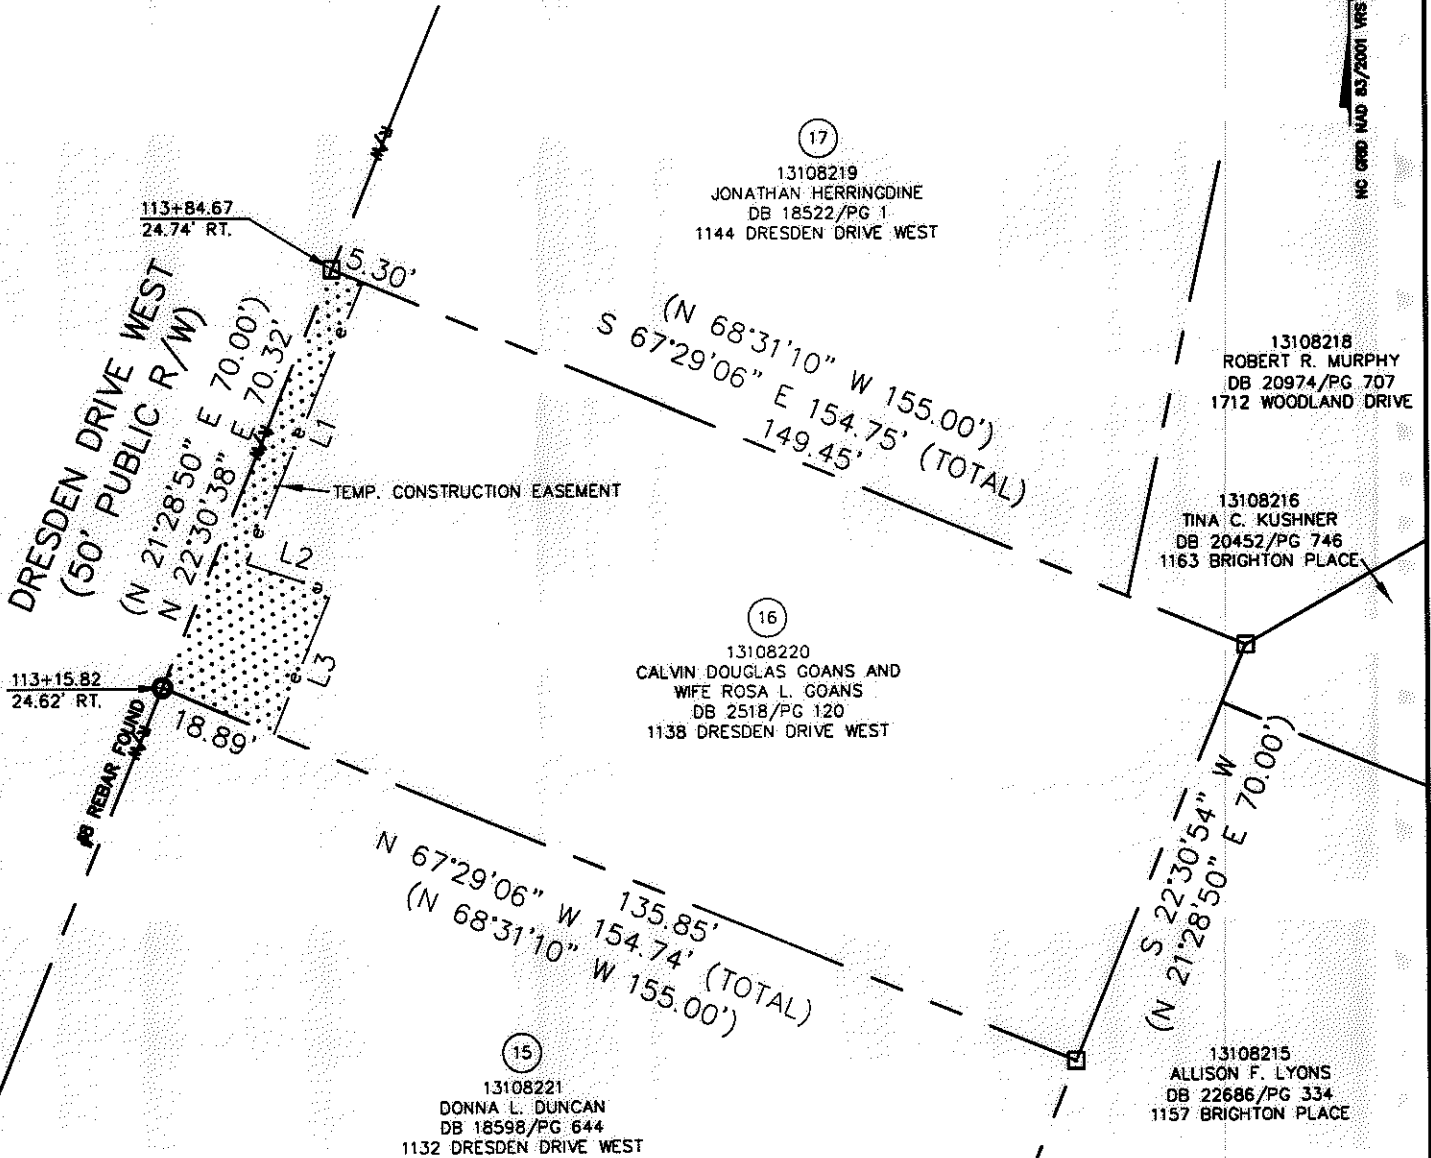 NC GRID NAD 83/2001 VRS
17
13108219
JONATHAN HERRINGDINE
DB 18522/PG 1
1144 DRESDEN DRIVE WEST
R/W
113+84.67
24.74' RT.
5.30'
DRESDEN DRIVE WEST
(50' PUBLIC R/W)
(N 21°28'50" E 70.00')
N 22°30'38" E 70.32'
R/W
e
e
e
L1
(N 68°31'10" W 155.00')
S 67°29'06" E 154.75' (TOTAL)
149.45'
13108218
ROBERT R. MURPHY
DB 20974/PG 707
1712 WOODLAND DRIVE
TEMP. CONSTRUCTION EASEMENT
13108216
TINA C. KUSHNER
DB 20452/PG 746
1163 BRIGHTON PLACE
L2
e
e
L3
16
13108220
CALVIN DOUGLAS GOANS AND
WIFE ROSA L. GOANS
DB 2518/PG 120
1138 DRESDEN DRIVE WEST
113+15.82
24.62' RT.
18.89'
REBAR FOUND
R/W
S 22°30'54" W
(N 21°28'50" E 70.00')
135.85'
N 67°29'06" W 154.74' (TOTAL)
(N 68°31'10" W 155.00')
15
13108221
DONNA L. DUNCAN
DB 18598/PG 644
1132 DRESDEN DRIVE WEST
13108215
ALLISON F. LYONS
DB 22686/PG 334
1157 BRIGHTON PLACE